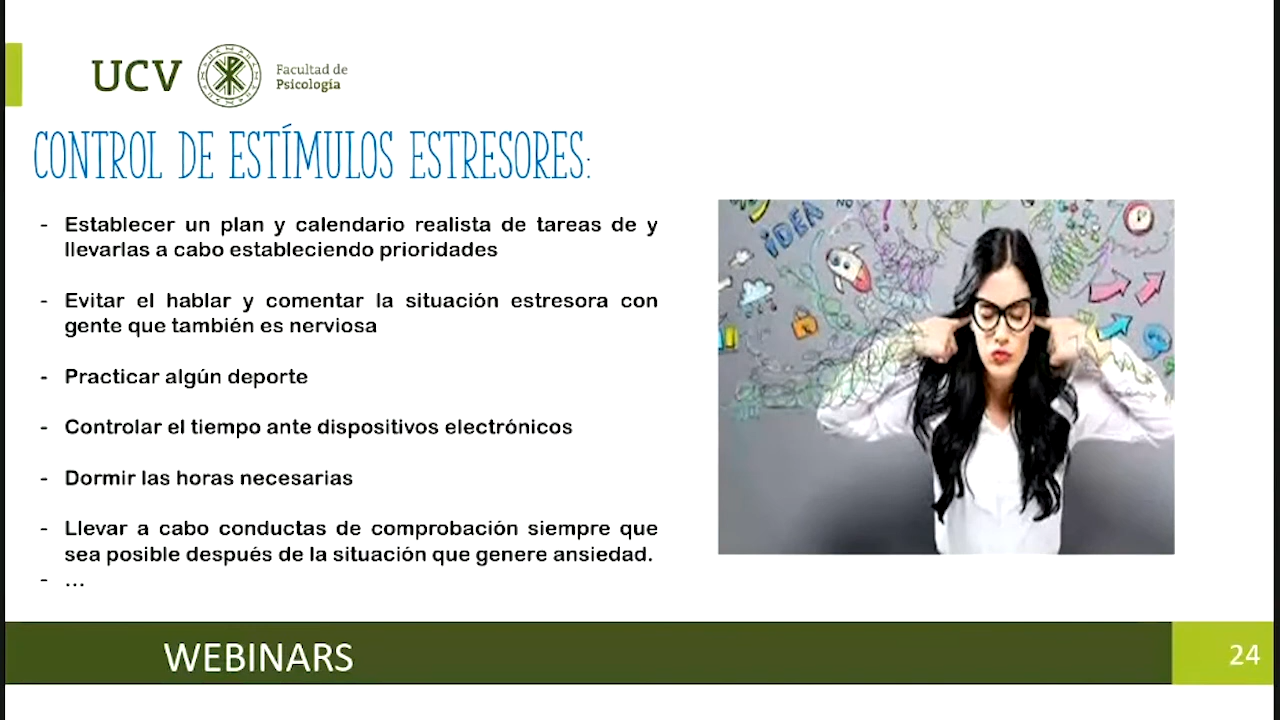 UCV
Facultad de
Psicología
CONTROL DE ESTÍMULOS ESTRESORES:
- Establecer un plan y calendario realista de tareas de y
llevarlas a cabo estableciendo prioridades
- Evitar el hablar y comentar la situación estresora con
gente que también es nerviosa
- Practicar algún deporte
- Controlar el tiempo ante dispositivos electrónicos
- Dormir las horas necesarias
- Llevar a cabo conductas de comprobación siempre que
sea posible después de la situación que genere ansiedad.
- ...
IDEA
NO
WEBINARS
24